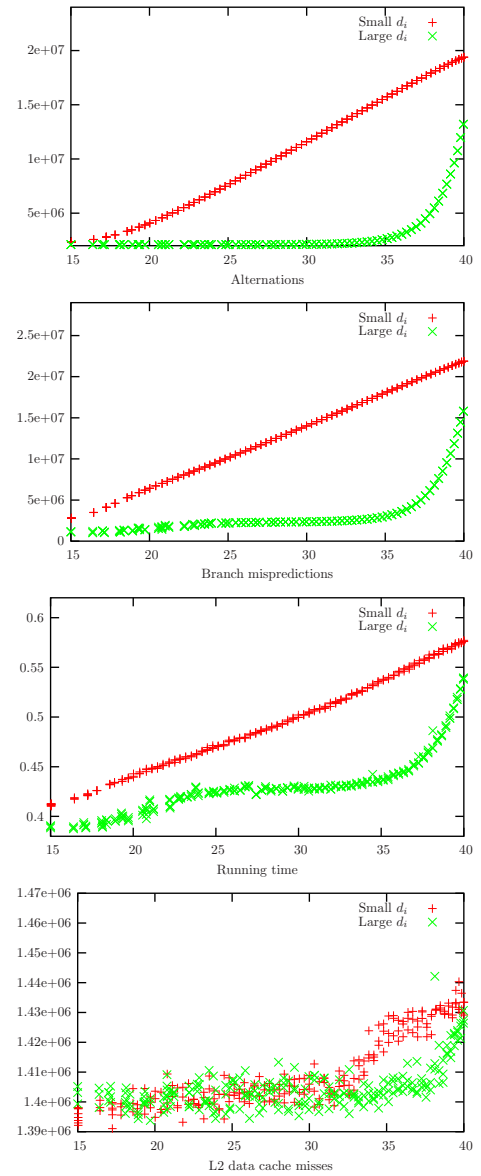 Small d_i
Large d_i
2e+07
1.5e+07
1e+07
5e+06
15 20 25 30 35 40
Alternations
Small d_i
Large d_i
2.5e+07
2e+07
1.5e+07
1e+07
5e+06
0
15 20 25 30 35 40
Branch mispredictions
0.6
Small d_i
Large d_i
0.55
0.5
0.45
0.4
15 20 25 30 35 40
Running time
1.47e+06
Small d_i
1.46e+06
Large d_i
1.45e+06
1.44e+06
1.43e+06
1.42e+06
1.41e+06
1.4e+06
1.39e+06
15 20 25 30 35 40
L2 data cache misses